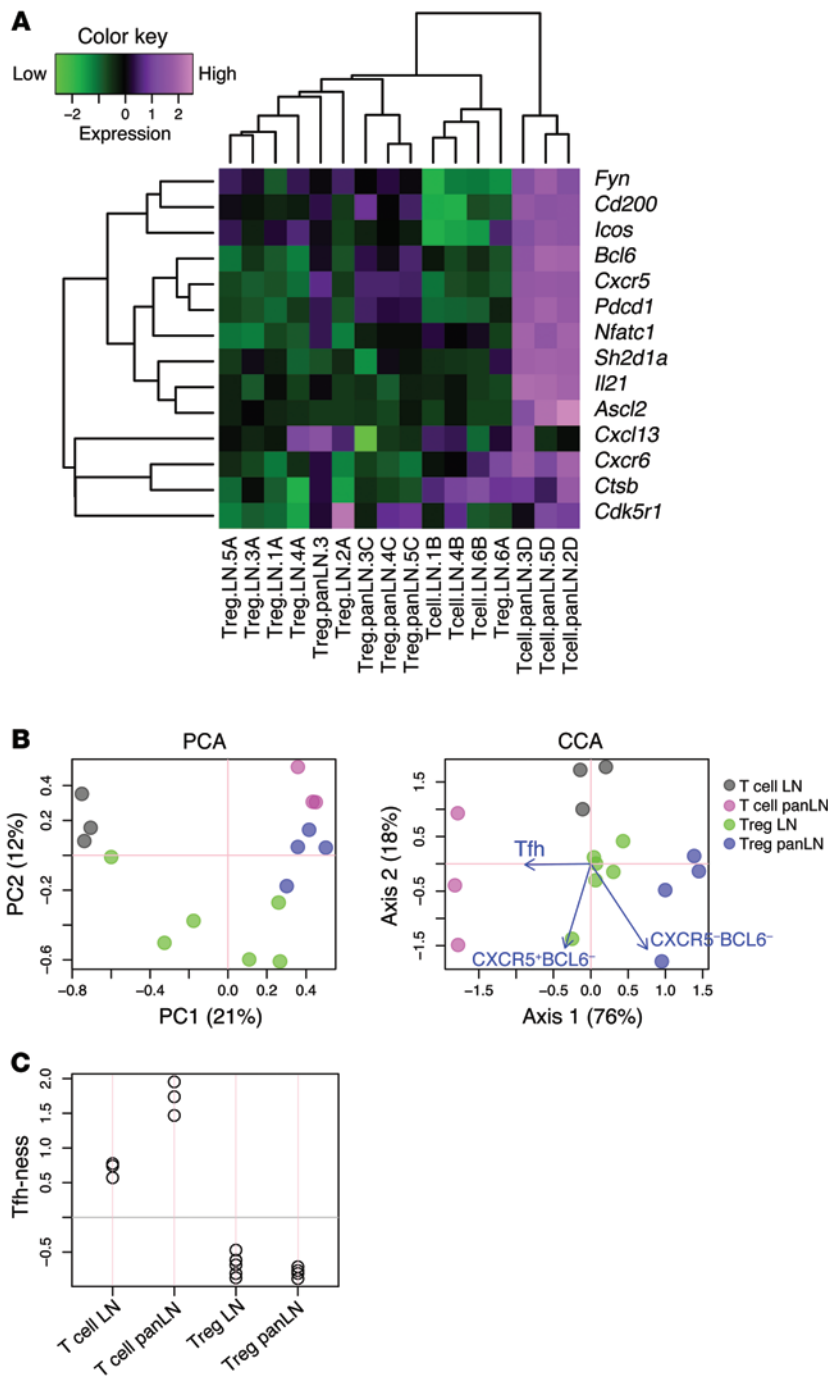 A
Color key
Low
High
−2 0 1 2
Expression
Fyn
Cd200
Icos
Bcl6
Cxcr5
Pdcd1
Nfatc1
Sh2d1a
Il21
Ascl2
Cxcl13
Cxcr6
Ctsb
Cdk5r1
Treg.LN.5A
Treg.LN.3A
Treg.LN.1A
Treg.LN.4A
Treg.panLN.3
Treg.LN.2A
Treg.panLN.3C
Treg.panLN.4C
Treg.panLN.5C
Tcell.LN.1B
Tcell.LN.4B
Tcell.LN.6B
Treg.LN.6A
Tcell.panLN.3D
Tcell.panLN.5D
Tcell.panLN.2D
B
PCA
PC2 (12%)
0.4
0.2
0.0
−0.2
−0.6
−0.8 −0.4 0.0 0.2 0.4
PC1 (21%)
CCA
Axis 2 (18%)
1.5
0.5
−0.5
−1.5
Tfh
CXCR5⁺BCL6⁻
CXCR5⁻BCL6⁻
−1.5 −0.5 0.0 0.5 1.0 1.5
Axis 1 (76%)
T cell LN
T cell panLN
Treg LN
Treg panLN
C
Tfh-ness
2.0
1.5
1.0
0.5
−0.5
T cell LN
T cell panLN
Treg LN
Treg panLN